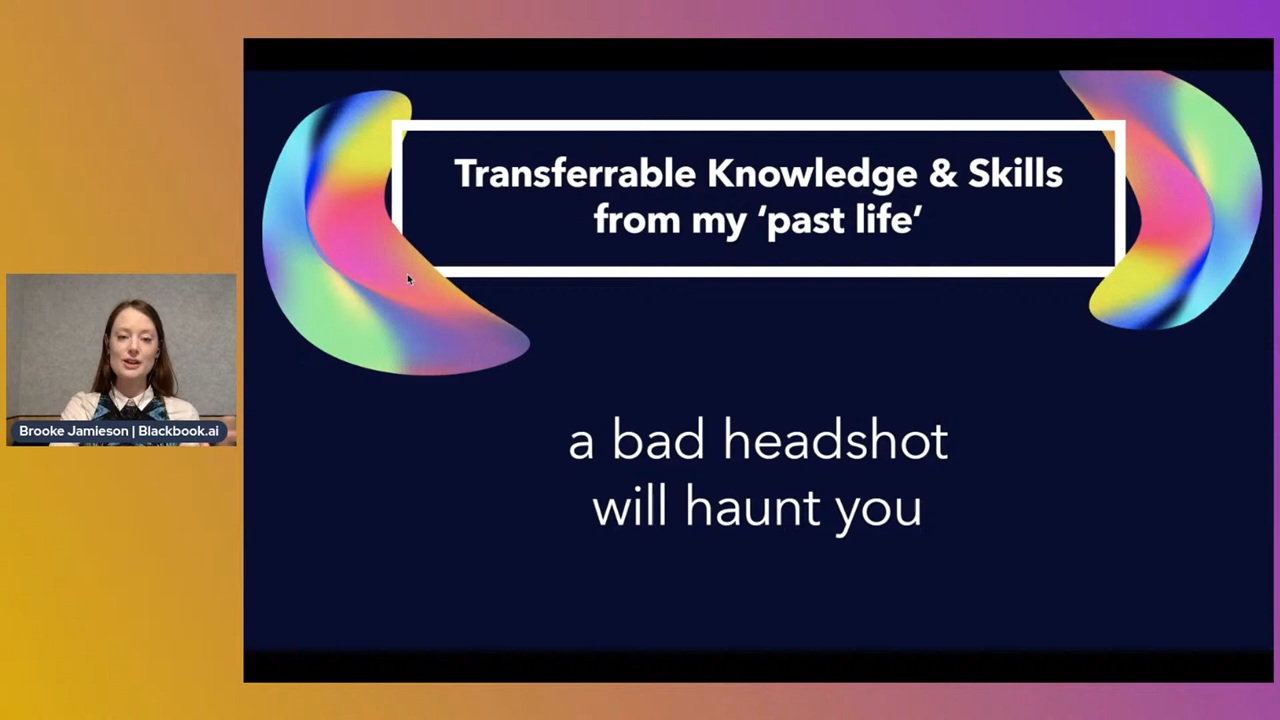 Transferrable Knowledge & Skills
from my ‘past life’
a bad headshot
will haunt you
Brooke Jamieson | Blackbook.ai